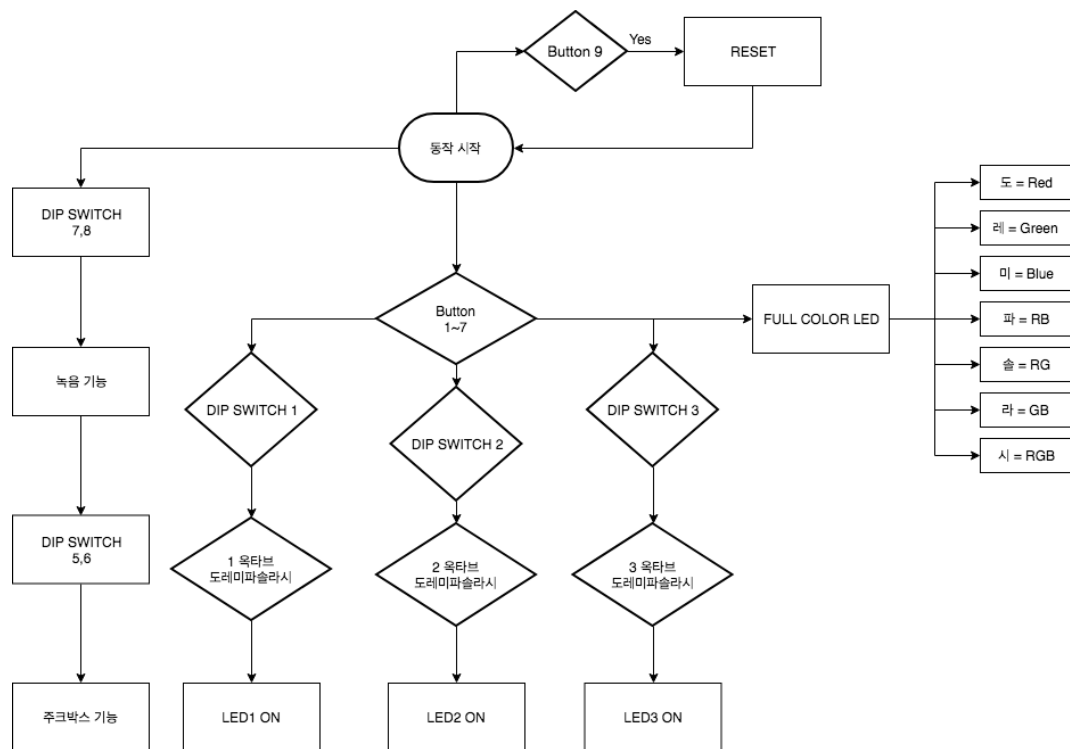 Button 9
Yes
RESET
동작 시작
DIP SWITCH
7,8
도 = Red
레 = Green
미 = Blue
파 = RB
솔 = RG
라 = GB
시 = RGB
Button
1~7
FULL COLOR LED
녹음 기능
DIP SWITCH 1
DIP SWITCH 2
DIP SWITCH 3
DIP SWITCH
5,6
1 옥타브
도레미파솔라시
2 옥타브
도레미파솔라시
3 옥타브
도레미파솔라시
주크박스 기능
LED1 ON
LED2 ON
LED3 ON